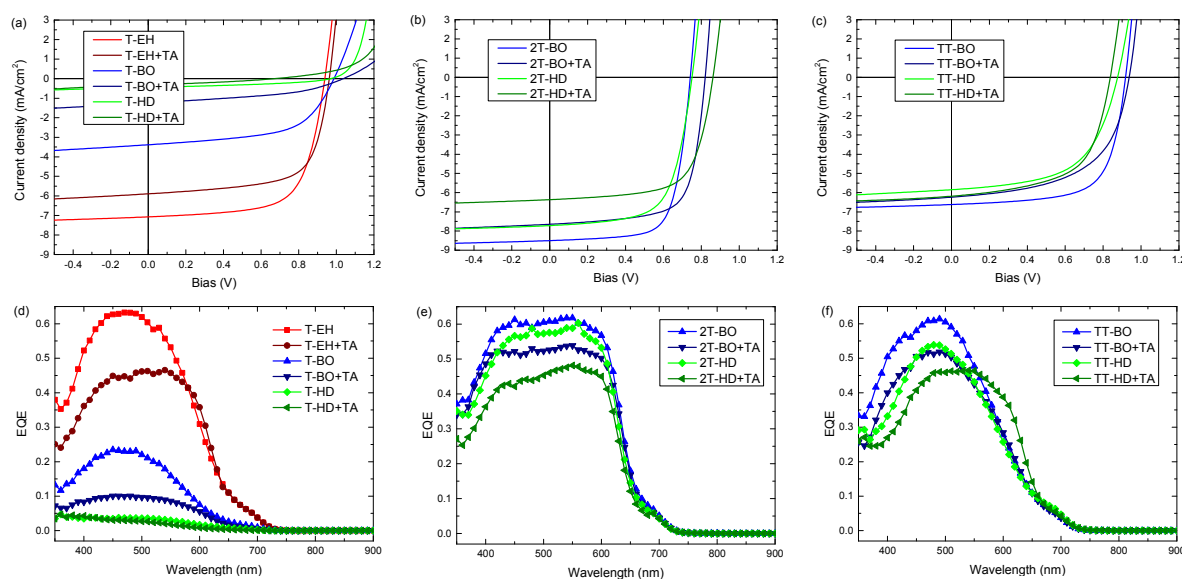 (a)
T-EH
T-EH+TA
T-BO
T-BO+TA
T-HD
T-HD+TA
Current density (mA/cm²)
3
2
1
0
-1
-2
-3
-4
-5
-6
-7
-8
-9
-0.4 -0.2 0.0 0.2 0.4 0.6 0.8 1.0 1.2
Bias (V)
(b)
2T-BO
2T-BO+TA
2T-HD
2T-HD+TA
Current density (mA/cm²)
3
2
1
0
-1
-2
-3
-4
-5
-6
-7
-8
-9
-0.4 -0.2 0.0 0.2 0.4 0.6 0.8 1.0 1.2
Bias (V)
(c)
TT-BO
TT-BO+TA
TT-HD
TT-HD+TA
Current density (mA/cm²)
3
2
1
0
-1
-2
-3
-4
-5
-6
-7
-8
-9
-0.4 -0.2 0.0 0.2 0.4 0.6 0.8 1.0 1.2
Bias (V)
(d)
T-EH
T-EH+TA
T-BO
T-BO+TA
T-HD
T-HD+TA
EQE
0.6
0.5
0.4
0.3
0.2
0.1
0.0
400 500 600 700 800 900
Wavelength (nm)
(e)
2T-BO
2T-BO+TA
2T-HD
2T-HD+TA
EQE
0.6
0.5
0.4
0.3
0.2
0.1
0.0
400 500 600 700 800 900
Wavelength (nm)
(f)
TT-BO
TT-BO+TA
TT-HD
TT-HD+TA
EQE
0.6
0.5
0.4
0.3
0.2
0.1
0.0
400 500 600 700 800 900
Wavelength (nm)